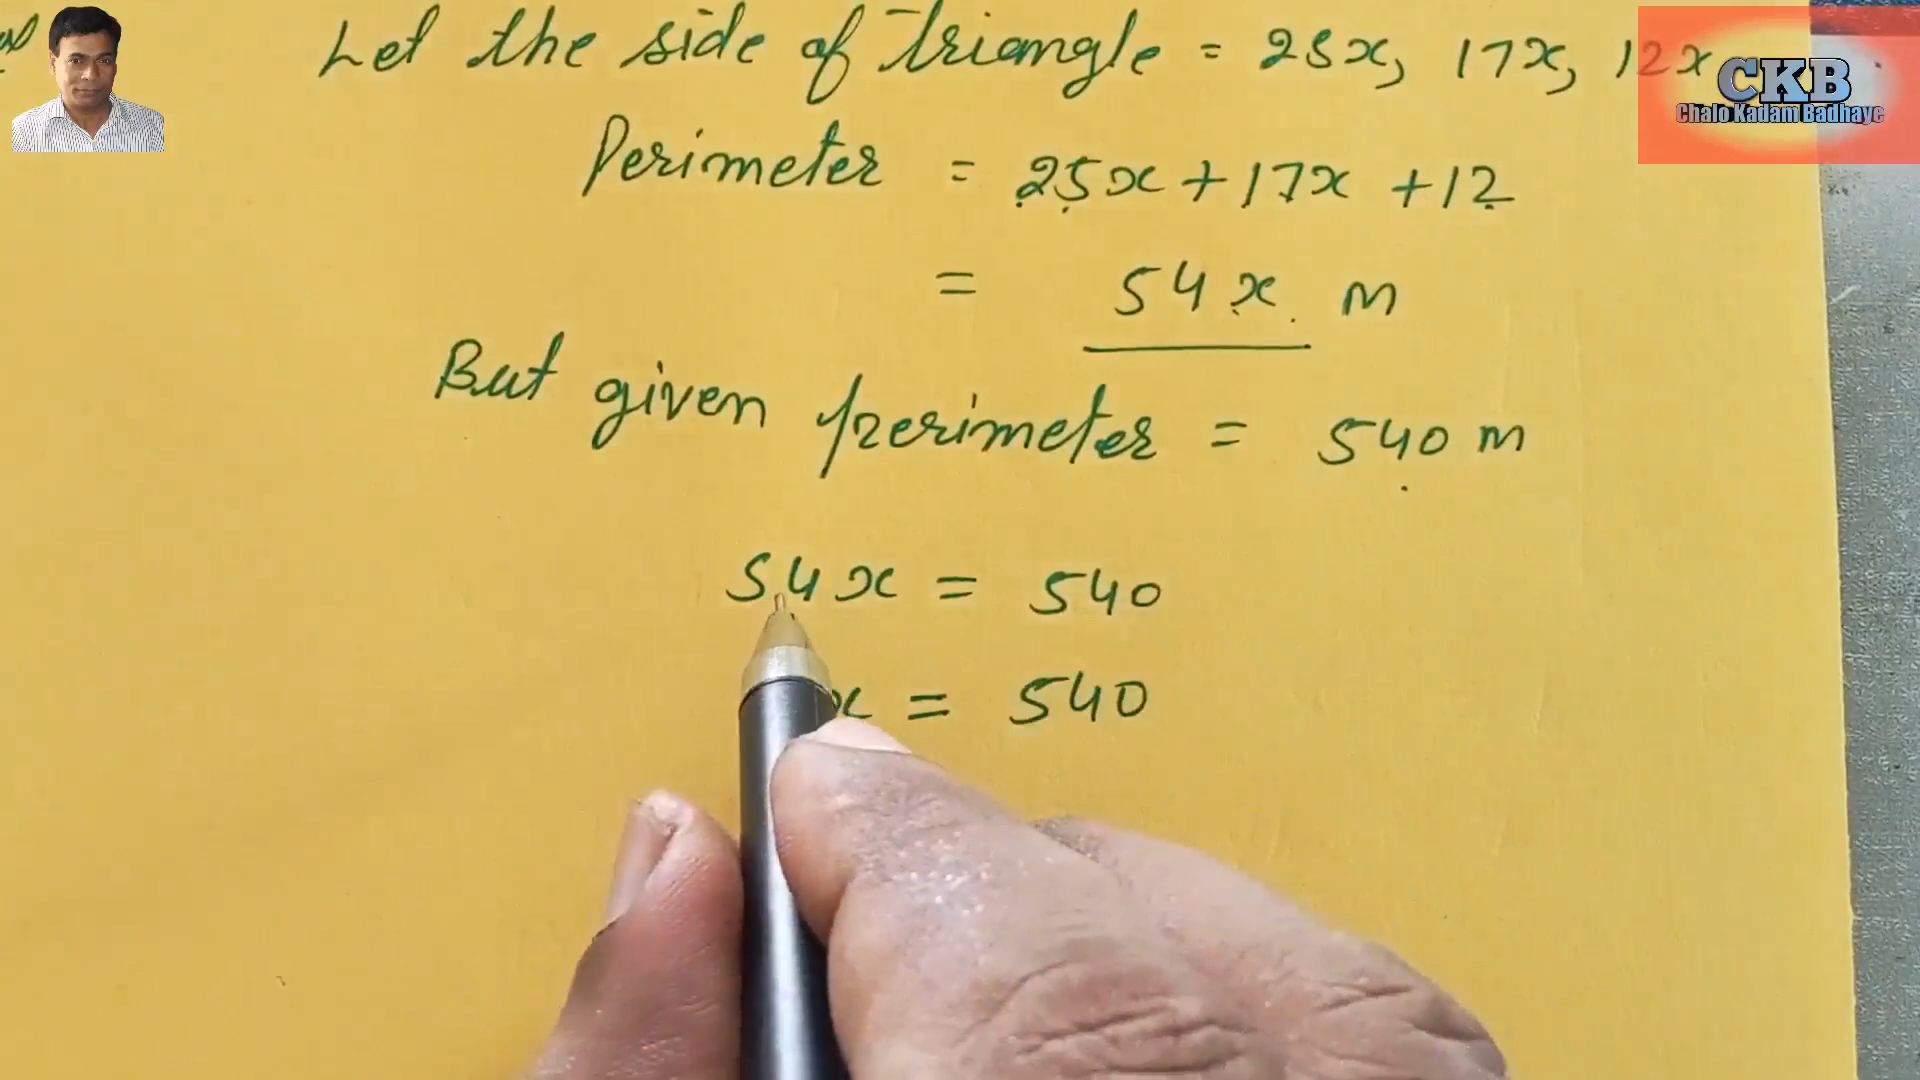 Let the side of triangle = 25x, 17x, 12x
Perimeter = 25x + 17x + 12
= 54x m
But given perimeter = 540 m
54x = 540
x = 540
CKB
Chalo Kadam Badhaye